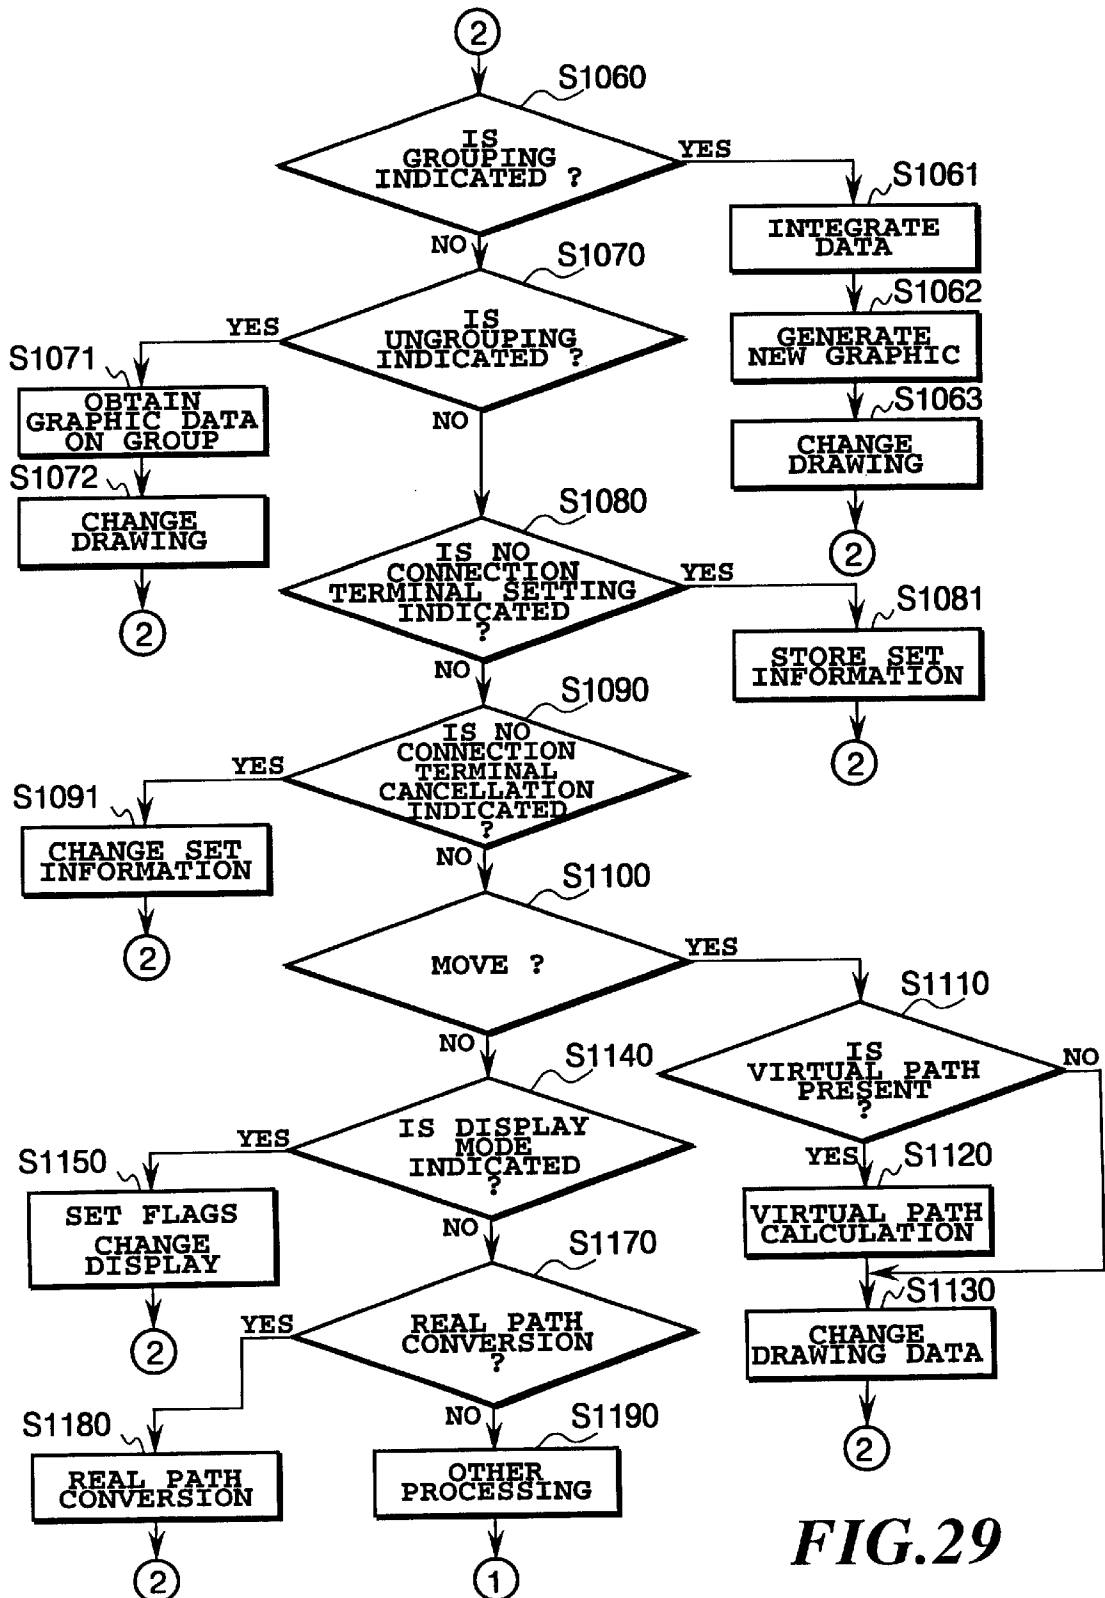 2
S1060
IS
GROUPING
INDICATED ?
YES
NO
S1061
INTEGRATE
DATA
S1062
GENERATE
NEW GRAPHIC
S1063
CHANGE
DRAWING
2
S1070
IS
UNGROUPING
INDICATED ?
YES
NO
S1071
OBTAIN
GRAPHIC DATA
ON GROUP
S1072
CHANGE
DRAWING
2
S1080
IS NO
CONNECTION
TERMINAL SETTING
INDICATED
?
YES
NO
S1081
STORE SET
INFORMATION
2
S1090
IS NO
CONNECTION
TERMINAL
CANCELLATION
INDICATED
?
YES
NO
S1091
CHANGE SET
INFORMATION
2
S1100
MOVE ?
YES
NO
S1110
IS
VIRTUAL PATH
PRESENT
?
NO
YES
S1120
VIRTUAL PATH
CALCULATION
S1130
CHANGE
DRAWING DATA
2
S1140
IS DISPLAY
MODE
INDICATED
?
YES
NO
S1150
SET FLAGS
CHANGE
DISPLAY
2
S1170
REAL PATH
CONVERSION
?
YES
NO
S1180
REAL PATH
CONVERSION
2
S1190
OTHER
PROCESSING
1
FIG.29